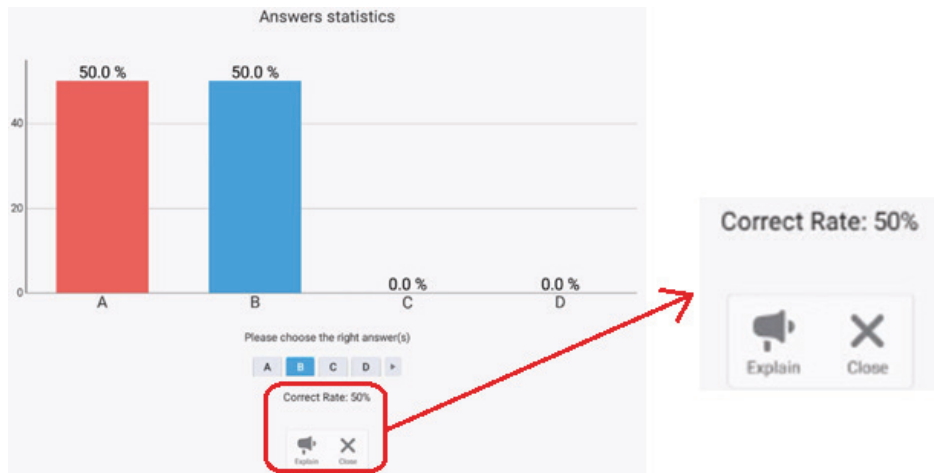 Answers statistics
50.0 % 50.0 % 0.0 % 0.0 %
40
20
0
A B C D
Please choose the right answer(s)
A B C D
Correct Rate: 50%
Explain Close
Correct Rate: 50%
Explain Close